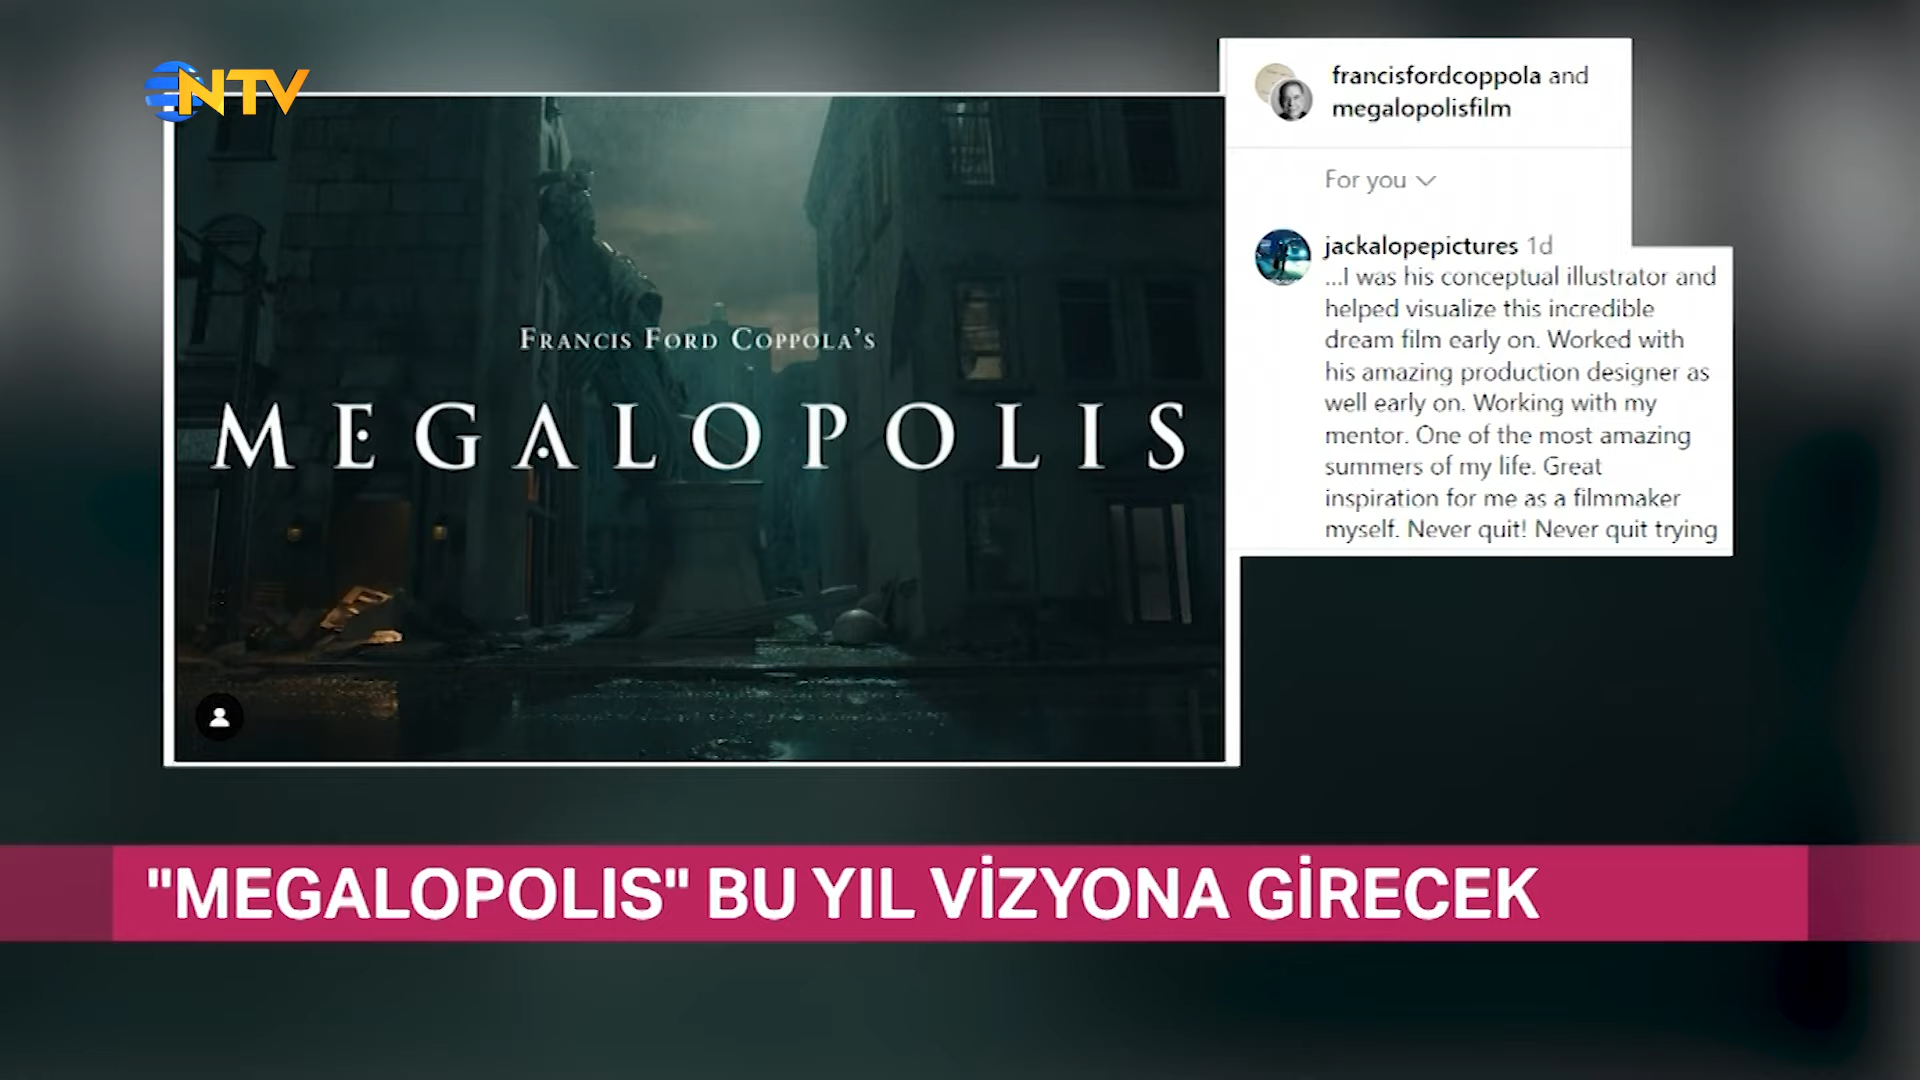 NTV
FRANCIS FORD COPPOLA'S
MEGALOPOLIS
francisfordcoppola and
megalopolisfilm
For you
jackalopepictures 1d
...I was his conceptual illustrator and
helped visualize this incredible
dream film early on. Worked with
his amazing production designer as
well early on. Working with my
mentor. One of the most amazing
summers of my life. Great
inspiration for me as a filmmaker
myself. Never quit! Never quit trying
"MEGALOPOLIS" BU YIL VİZYONA GİRECEK